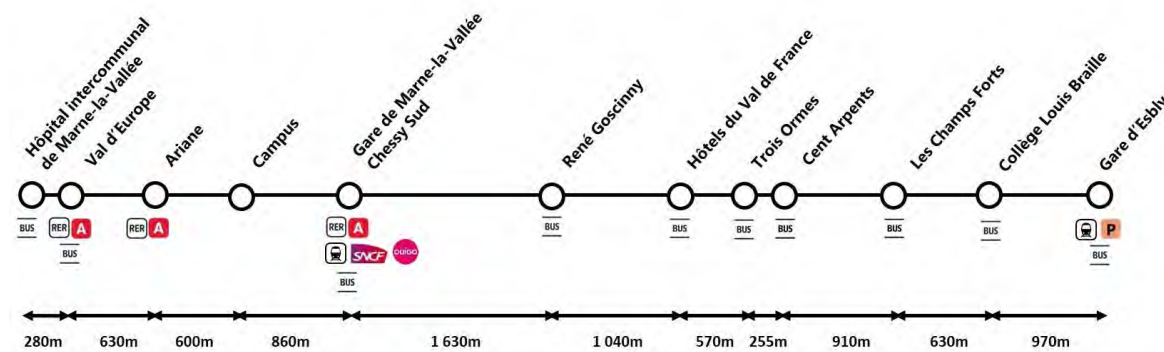 Hôpital intercommunal
de Marne-la-Vallée
Val d'Europe
Ariane
Campus
Gare de Marne-la-Vallée
Chessy Sud
René Goscinny
Hôtels du Val de France
Trois Ormes
Cent Arpents
Les Champs Forts
Collège Louis Braille
Gare d'Esbly
BUS
RER A
BUS
RER A
RER A
SNCF OUIGO
BUS
BUS
BUS
BUS
BUS
BUS
BUS
P
BUS
280m 630m 600m 860m 1 630m 1 040m 570m 255m 910m 630m 970m